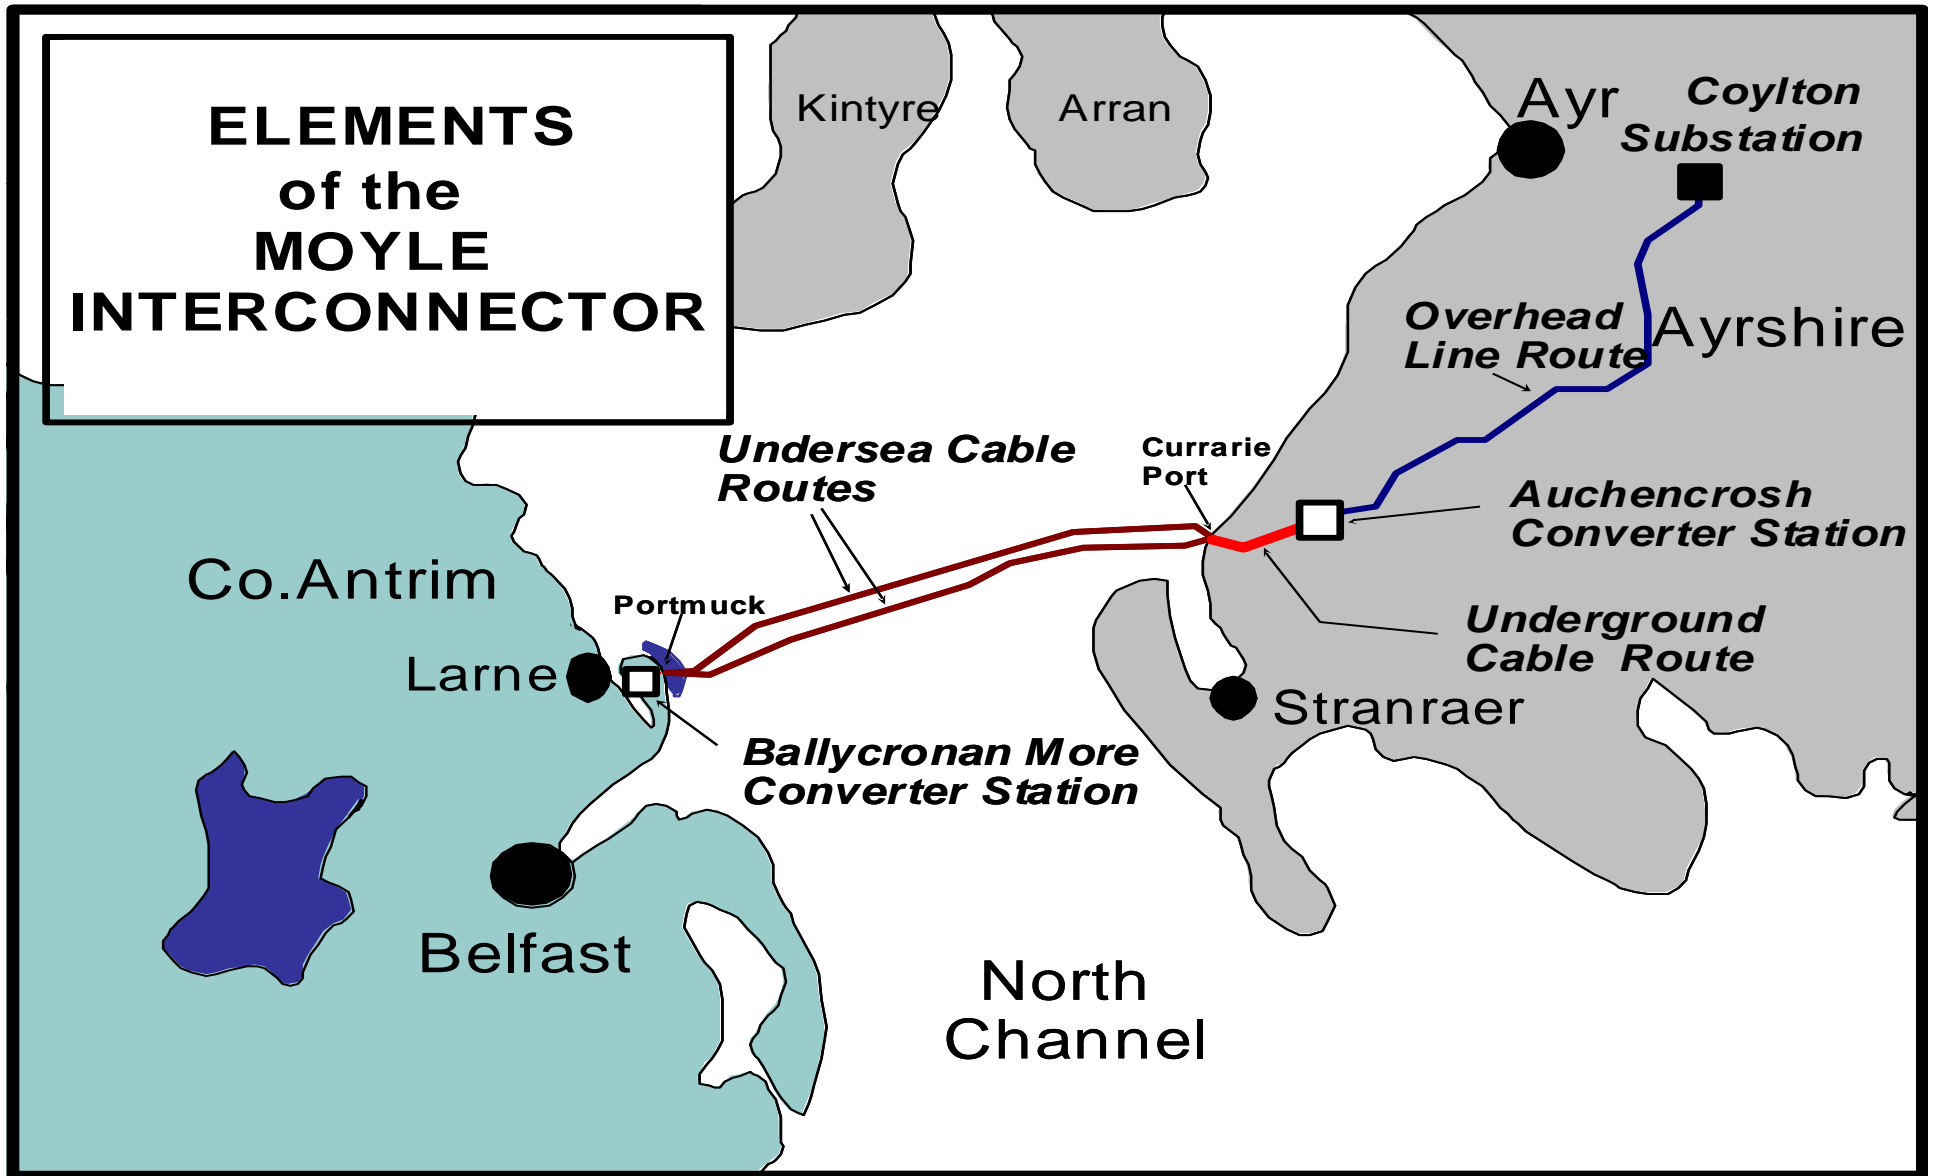 ELEMENTS
of the
MOYLE
INTERCONNECTOR
Kintyre
Arran
Ayr
Coylton
Substation
Overhead
Line Route
Ayrshire
Undersea Cable
Routes
Currarie
Port
Auchencrosh
Converter Station
Co.Antrim
Portmuck
Underground
Cable Route
Larne
Stranraer
Ballycronan More
Converter Station
Belfast
North
Channel